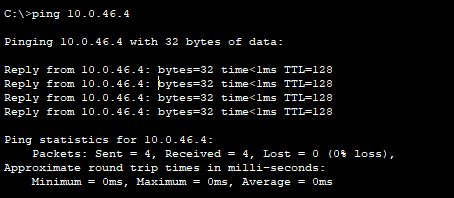 C:\>ping 10.0.46.4
Pinging 10.0.46.4 with 32 bytes of data:
Reply from 10.0.46.4: bytes=32 time<1ms TTL=128
Reply from 10.0.46.4: bytes=32 time<1ms TTL=128
Reply from 10.0.46.4: bytes=32 time<1ms TTL=128
Reply from 10.0.46.4: bytes=32 time<1ms TTL=128
Ping statistics for 10.0.46.4:
    Packets: Sent = 4, Received = 4, Lost = 0 (0% loss),
Approximate round trip times in milli-seconds:
    Minimum = 0ms, Maximum = 0ms, Average = 0ms